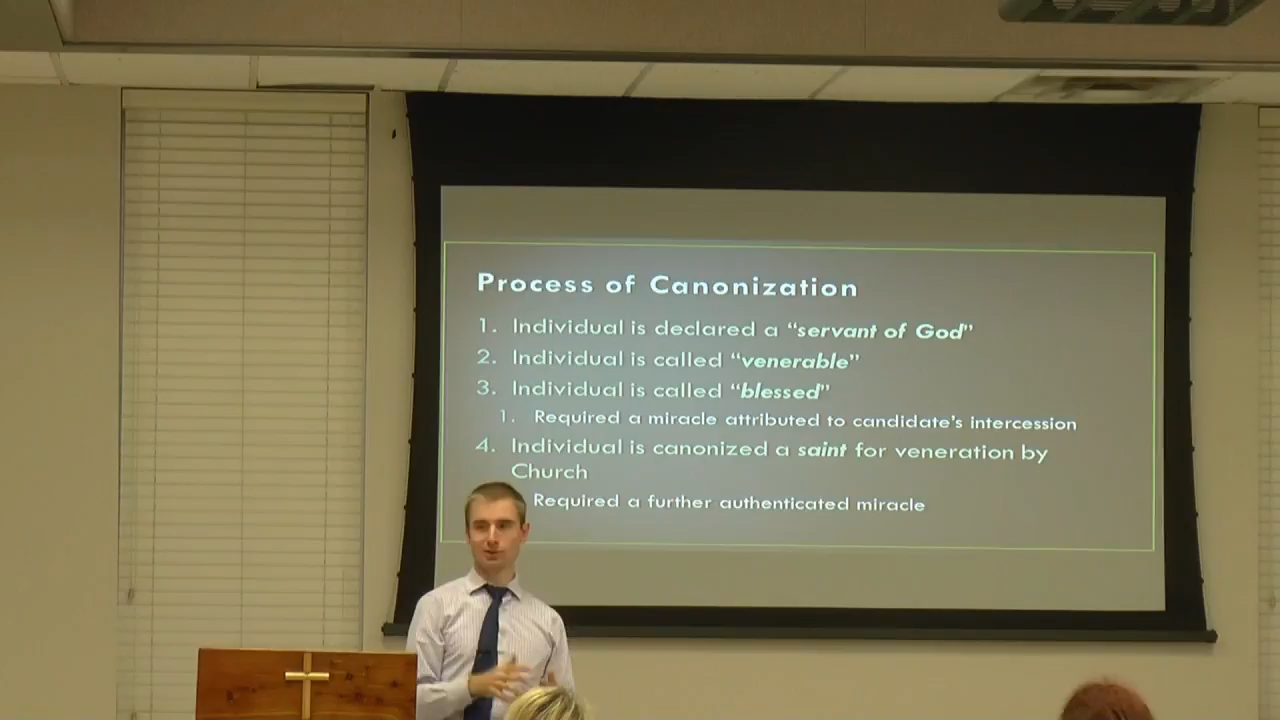 Process of Canonization
1. Individual is declared a “servant of God”
2. Individual is called “venerable”
3. Individual is called “blessed”
1. Required a miracle attributed to candidate’s intercession
4. Individual is canonized a saint for veneration by
Church
Required a further authenticated miracle